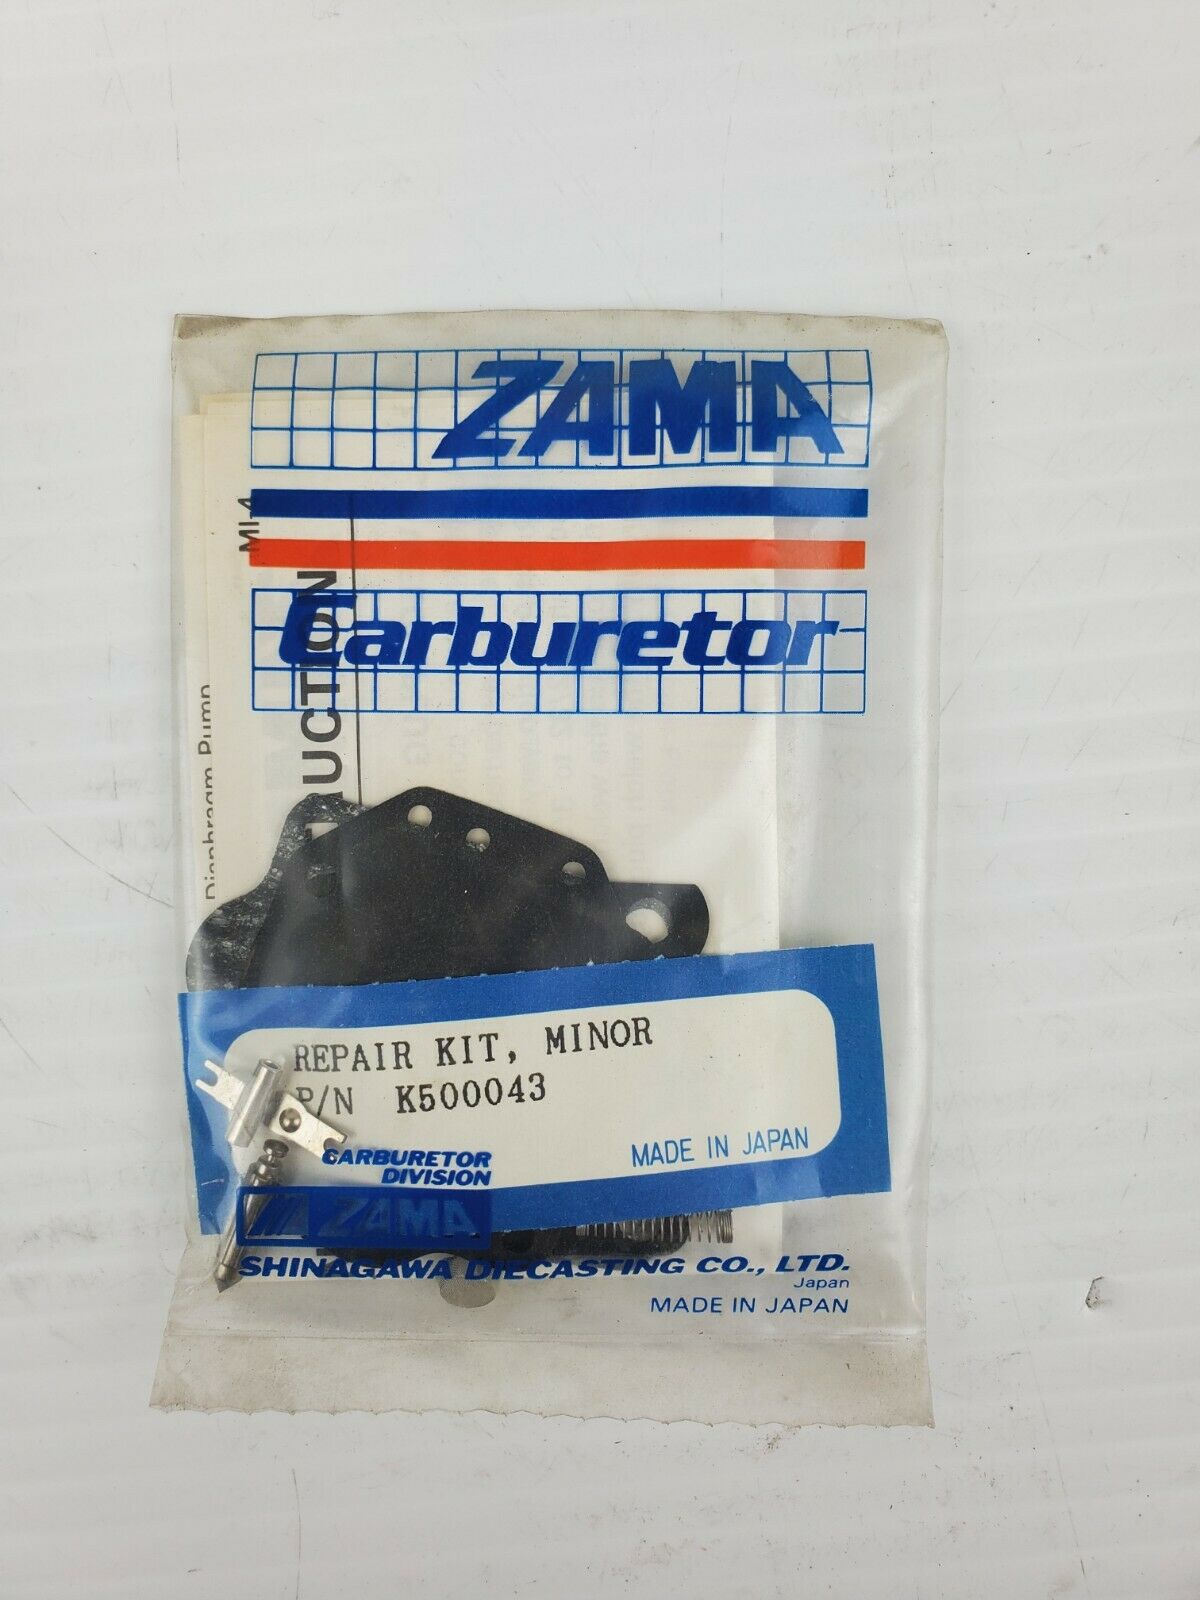 ZAMA
MI-4
Carburetor
RUCTION
Diaphragm Pump
REPAIR KIT, MINOR
P/N K500043
MADE IN JAPAN
CARBURETOR
DIVISION
ZAMA
SHINAGAWA DIECASTING CO., LTD.
Japan
MADE IN JAPAN